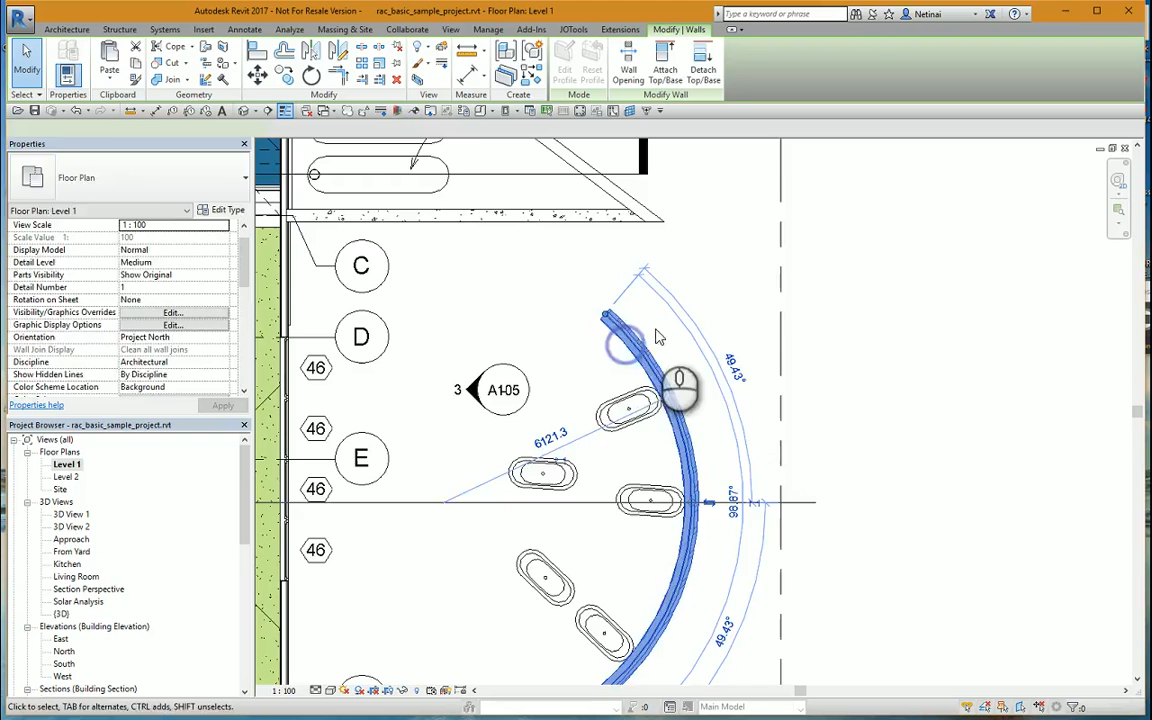 Autodesk Revit 2017 - Not For Resale Version - rac_basic_sample_project.rvt - Floor Plan: Level 1
Type a keyword or phrase
Netinai
Architecture Structure Systems Insert Annotate Analyze Massing & Site Collaborate View Manage Add-Ins JOTools Extensions Modify | Walls
Modify
Paste
Cope
Cut
Join
Edit Profile
Reset Profile
Wall Opening
Attach Top/Base
Detach Top/Base
Select Properties Clipboard Geometry Modify View Measure Create Mode Modify Wall
Properties
Floor Plan
Floor Plan: Level 1
Edit Type
View Scale 1 : 100
Scale Value 1: 100
Display Model Normal
Detail Level Medium
Parts Visibility Show Original
Detail Number 1
Rotation on Sheet None
Visibility/Graphics Overrides Edit...
Graphic Display Options Edit...
Orientation Project North
Wall Join Display Clean all wall joins
Discipline Architectural
Show Hidden Lines By Discipline
Color Scheme Location Background
Properties help
Apply
Project Browser - rac_basic_sample_project.rvt
Views (all)
Floor Plans
Level 1
Level 2
Site
3D Views
3D View 1
3D View 2
Approach
From Yard
Kitchen
Living Room
Section Perspective
Solar Analysis
{3D}
Elevations (Building Elevation)
East
North
South
West
Sections (Building Section)
C
D
46
3
A1-05
46
E
46
46
6121.3
49.43°
98.87°
49.43°
1 : 100
Click to select, TAB for alternates, CTRL adds, SHIFT unselects.
:0
Main Model
:0